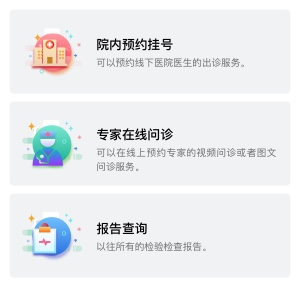 院内预约挂号
可以预约线下医院医生的出诊服务。
专家在线问诊
可以在线上预约专家的视频问诊或者图文
问诊服务。
报告查询
以往所有的检验检查报告。